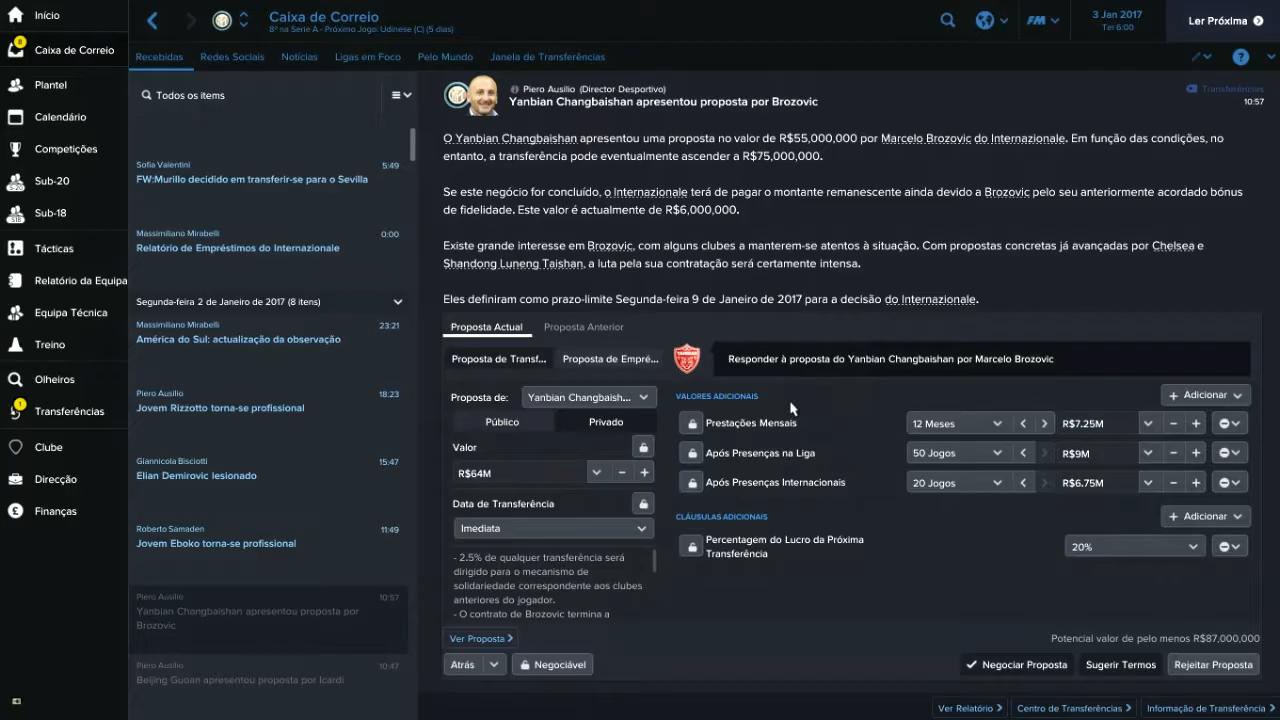 Início
Caixa de Correio
8
Plantel
Calendário
Competições
Sub-20
Sub-18
Tácticas
Relatório da Equipa
Equipa Técnica
Treino
Olheiros
Transferências
1
Clube
Direcção
Finanças
Caixa de Correio
8º na Serie A - Próximo Jogo: Udinese (C) (5 dias)
FM
3 Jan 2017
Ter 6:00
Ler Próxima
Recebidas
Redes Sociais
Notícias
Ligas em Foco
Pelo Mundo
Janela de Transferências
?
Todos os items
Sofia Valentini 5:49
FW:Murillo decidido em transferir-se para o Sevilla
Massimiliano Mirabelli 0:00
Relatório de Empréstimos do Internazionale
Segunda-feira 2 de Janeiro de 2017 (8 itens)
Massimiliano Mirabelli 23:21
América do Sul: actualização da observação
Piero Ausilio 18:23
Jovem Rizzotto torna-se profissional
Giannicola Bisciotti 15:47
Elian Demirovic lesionado
Roberto Samaden 11:49
Jovem Eboko torna-se profissional
Piero Ausilio 10:57
Yanbian Changbaishan apresentou proposta por
Brozovic
Piero Ausilio 10:47
Beijing Guoan apresentou proposta por Icardi
Piero Ausilio (Director Desportivo)
Yanbian Changbaishan apresentou proposta por Brozovic
Transferências
10:57
O Yanbian Changbaishan apresentou uma proposta no valor de R$55,000,000 por Marcelo Brozovic do Internazionale. Em função das condições, no
entanto, a transferência pode eventualmente ascender a R$75,000,000.
Se este negócio for concluído, o Internazionale terá de pagar o montante remanescente ainda devido a Brozovic pelo seu anteriormente acordado bónus
de fidelidade. Este valor é actualmente de R$6,000,000.
Existe grande interesse em Brozovic, com alguns clubes a manterem-se atentos à situação. Com propostas concretas já avançadas por Chelsea e
Shandong Luneng Taishan, a luta pela sua contratação será certamente intensa.
Eles definiram como prazo-limite Segunda-feira 9 de Janeiro de 2017 para a decisão do Internazionale.
Proposta Actual
Proposta Anterior
Proposta de Transf...
Proposta de Empré...
Responder à proposta do Yanbian Changbaishan por Marcelo Brozovic
Proposta de: Yanbian Changbaish...
Público
Privado
Valor
R$64M
Data de Transferência
Imediata
- 2.5% de qualquer transferência será
dirigido para o mecanismo de
solidariedade correspondente aos clubes
anteriores do jogador.
- O contrato de Brozovic termina a
VALORES ADICIONAIS
Adicionar
Prestações Mensais 12 Meses R$7.25M
Após Presenças na Liga 50 Jogos R$9M
Após Presenças Internacionais 20 Jogos R$6.75M
CLÁUSULAS ADICIONAIS
Adicionar
Percentagem do Lucro da Próxima
Transferência
20%
Ver Proposta
Potencial valor de pelo menos R$87,000,000
Atrás
Negociável
Negociar Proposta
Sugerir Termos
Rejeitar Proposta
Ver Relatório
Centro de Transferências
Informação de Transferência